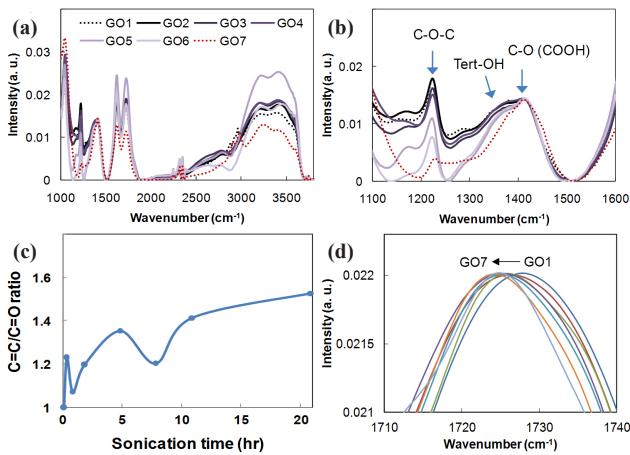 (a)
GO1 GO2 GO3 GO4
GO5 GO6 GO7
Intensity (a. u.)
0.03
0.02
0.01
0
1000 1500 2000 2500 3000 3500
Wavenumber (cm-1)
(b)
C-O-C
Tert-OH
C-O (COOH)
Intensity (a. u.)
0.02
0.01
0
1100 1200 1300 1400 1500 1600
Wavenumber (cm-1)
(c)
C=C/C=O ratio
1.6
1.4
1.2
1
0 5 10 15 20
Sonication time (hr)
(d)
GO7 GO1
Intensity (a. u.)
0.022
0.0215
0.021
1710 1720 1730 1740
Wavenumber (cm-1)